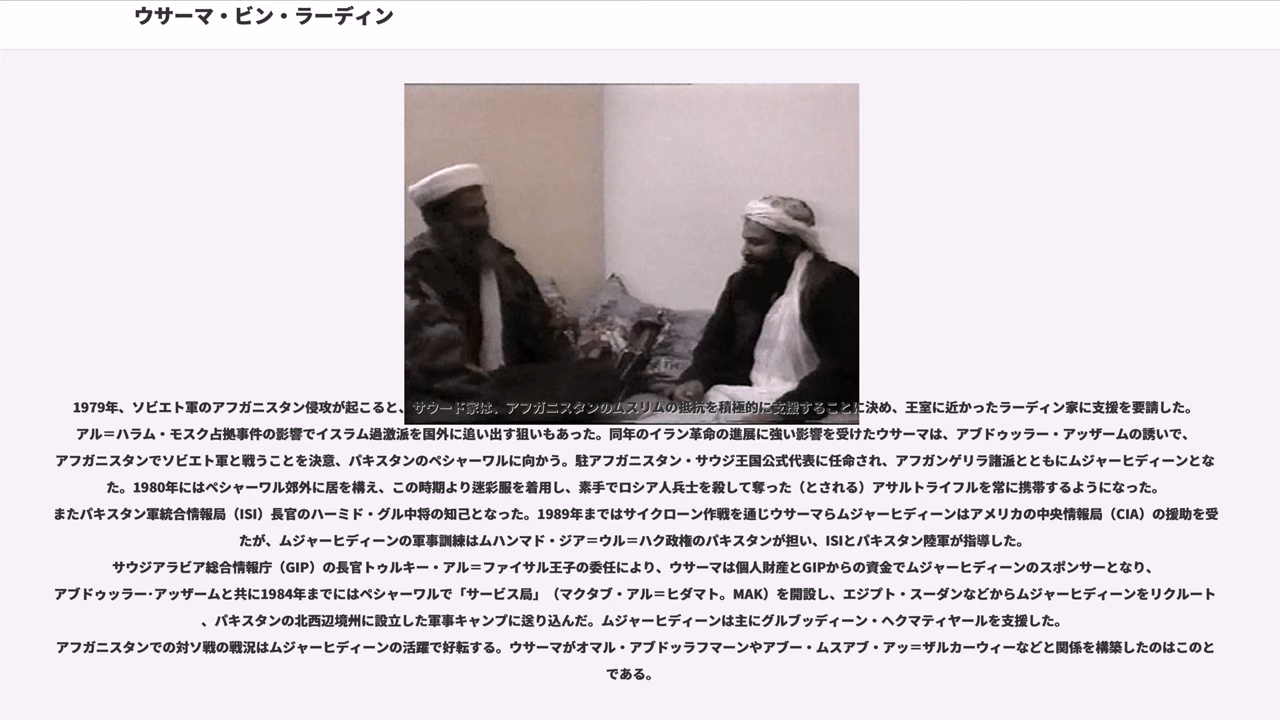 ウサーマ・ビン・ラーディン
1979年、ソビエト軍のアフガニスタン侵攻が起こると、サウード家は、アフガニスタンのムスリムの抵抗を積極的に支援することに決め、王室に近かったラーディン家に支援を要請した。
アル＝ハラム・モスク占拠事件の影響でイスラム過激派を国外に追い出す狙いもあった。同年のイラン革命の進展に強い影響を受けたウサーマは、アブドゥッラー・アッザームの誘いで、
アフガニスタンでソビエト軍と戦うことを決意、パキスタンのペシャーワルに向かう。駐アフガニスタン・サウジ王国公式代表に任命され、アフガンゲリラ諸派とともにムジャーヒディーンとな
た。1980年にはペシャーワル郊外に居を構え、この時期より迷彩服を着用し、素手でロシア人兵士を殺して奪った（とされる）アサルトライフルを常に携帯するようになった。
またパキスタン軍統合情報局（ISI）長官のハーミド・グル中将の知己となった。1989年まではサイクローン作戦を通じウサーマらムジャーヒディーンはアメリカの中央情報局（CIA）の援助を受
たが、ムジャーヒディーンの軍事訓練はムハンマド・ジア＝ウル＝ハク政権のパキスタンが担い、ISIとパキスタン陸軍が指導した。
サウジアラビア総合情報庁（GIP）の長官トゥルキー・アル＝ファイサル王子の委任により、ウサーマは個人財産とGIPからの資金でムジャーヒディーンのスポンサーとなり、
アブドゥッラー·アッザームと共に1984年までにはペシャーワルで「サービス局」（マクタブ・アル＝ヒダマト。MAK）を開設し、エジプト・スーダンなどからムジャーヒディーンをリクルート
、パキスタンの北西辺境州に設立した軍事キャンプに送り込んだ。ムジャーヒディーンは主にグルブッディーン・ヘクマティヤールを支援した。
アフガニスタンでの対ソ戦の戦況はムジャーヒディーンの活躍で好転する。ウサーマがオマル・アブドッラフマーンやアブー・ムスアブ・アッ＝ザルカーウィーなどと関係を構築したのはこのと
である。